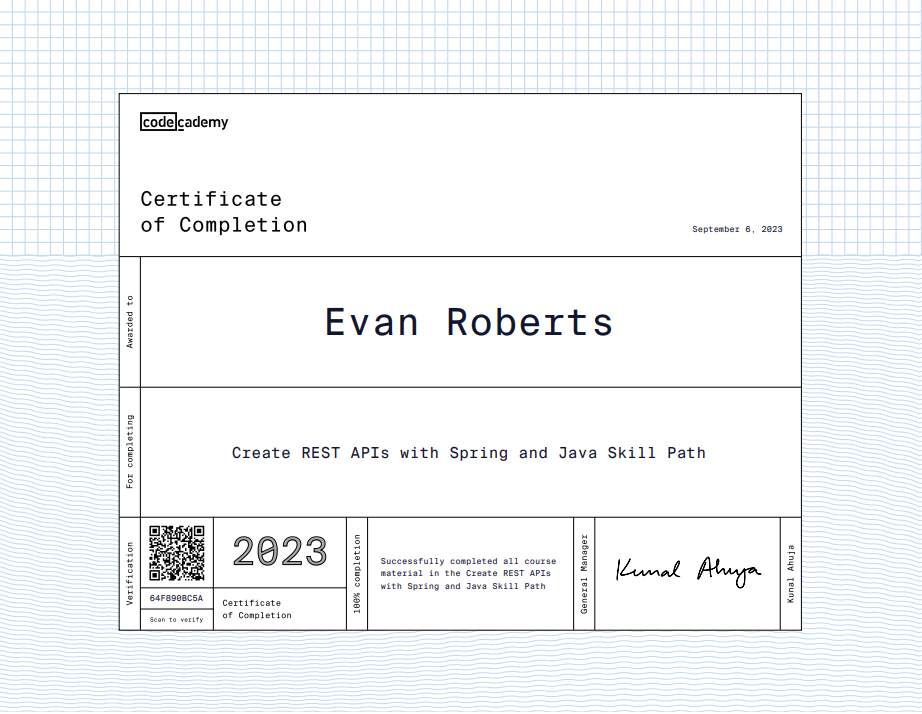 codecademy
Certificate
of Completion
September 6, 2023
Awarded to
Evan Roberts
For completing
Create REST APIs with Spring and Java Skill Path
Verification
64F890BC5A
Scan to verify
2023
Certificate
of Completion
100% completion
Successfully completed all course
material in the Create REST APIs
with Spring and Java Skill Path
General Manager
Kunal Ahuja
Kunal Ahuja